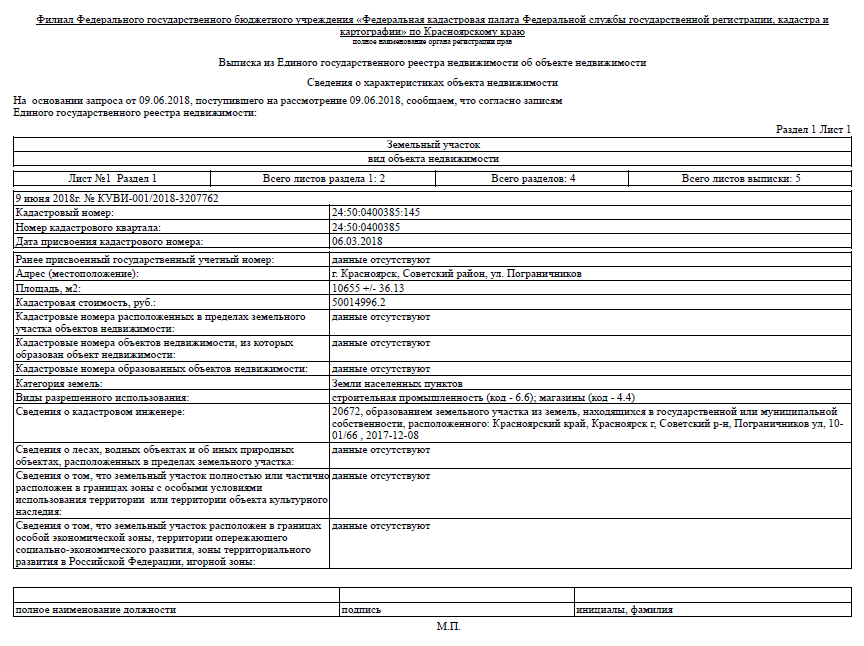 Филиал Федерального государственного бюджетного учреждения «Федеральная кадастровая палата Федеральной службы государственной регистрации, кадастра и
картографии» по Красноярскому краю
полное наименование органа регистрации прав
Выписка из Единого государственного реестра недвижимости об объекте недвижимости
Сведения о характеристиках объекта недвижимости
На основании запроса от 09.06.2018, поступившего на рассмотрение 09.06.2018, сообщаем, что согласно записям
Единого государственного реестра недвижимости:
Раздел 1 Лист 1
Земельный участок
вид объекта недвижимости
Лист №1 Раздел 1 Всего листов раздела 1: 2 Всего разделов: 4 Всего листов выписки: 5
9 июня 2018г. № КУВИ-001/2018-3207762
Кадастровый номер: 24:50:0400385:145
Номер кадастрового квартала: 24:50:0400385
Дата присвоения кадастрового номера: 06.03.2018
Ранее присвоенный государственный учетный номер: данные отсутствуют
Адрес (местоположение): г. Красноярск, Советский район, ул. Пограничников
Площадь, м2: 10655 +/- 36.13
Кадастровая стоимость, руб.: 50014996.2
Кадастровые номера расположенных в пределах земельного данные отсутствуют
участка объектов недвижимости:
Кадастровые номера объектов недвижимости, из которых данные отсутствуют
образован объект недвижимости:
Кадастровые номера образованных объектов недвижимости: данные отсутствуют
Категория земель: Земли населенных пунктов
Виды разрешенного использования: строительная промышленность (код - 6.6); магазины (код - 4.4)
Сведения о кадастровом инженере: 20672, образованием земельного участка из земель, находящихся в государственной или муниципальной
собственности, расположенного: Красноярский край, Красноярск г, Советский р-н, Пограничников ул, 10-
01/66 , 2017-12-08
Сведения о лесах, водных объектах и об иных природных данные отсутствуют
объектах, расположенных в пределах земельного участка:
Сведения о том, что земельный участок полностью или частично данные отсутствуют
расположен в границах зоны с особыми условиями
использования территории или территории объекта культурного
наследия:
Сведения о том, что земельный участок расположен в границах данные отсутствуют
особой экономической зоны, территории опережающего
социально-экономического развития, зоны территориального
развития в Российской Федерации, игорной зоны:
полное наименование должности подпись инициалы, фамилия
М.П.